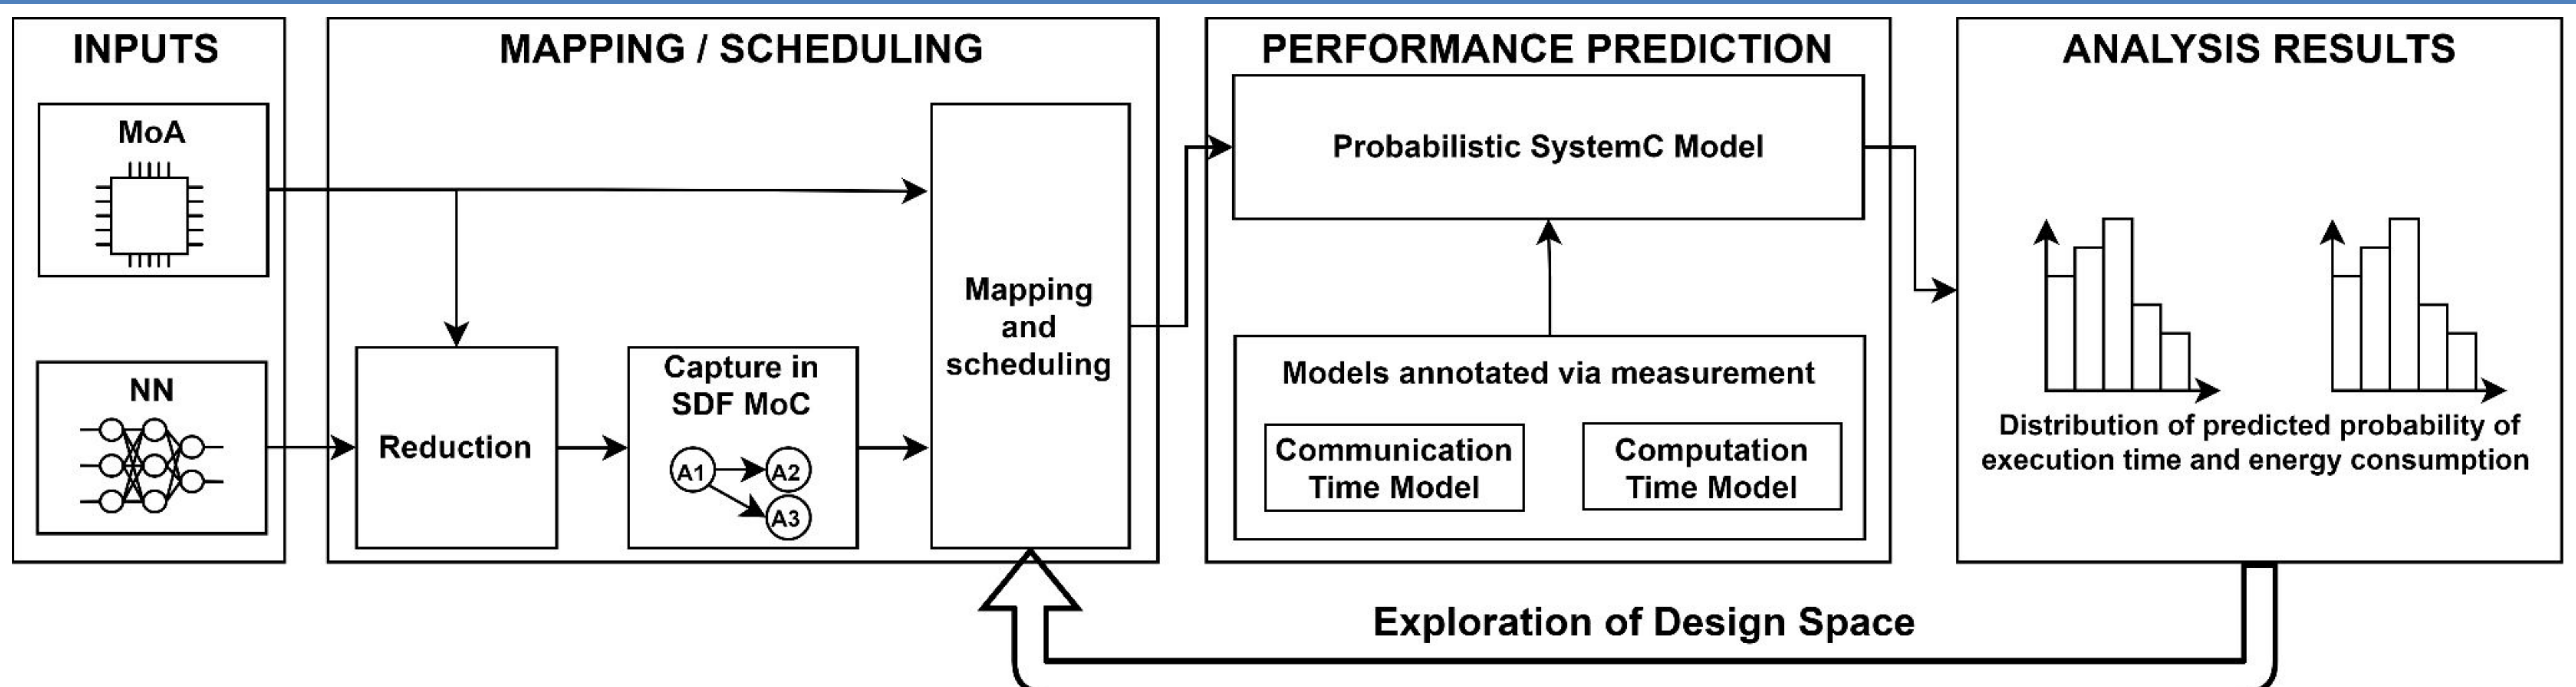 INPUTS
MoA
NN
MAPPING / SCHEDULING
Reduction
Capture in
SDF MoC
A1
A2
A3
Mapping
and
scheduling
PERFORMANCE PREDICTION
Probabilistic SystemC Model
Models annotated via measurement
Communication
Time Model
Computation
Time Model
ANALYSIS RESULTS
Distribution of predicted probability of
execution time and energy consumption
Exploration of Design Space